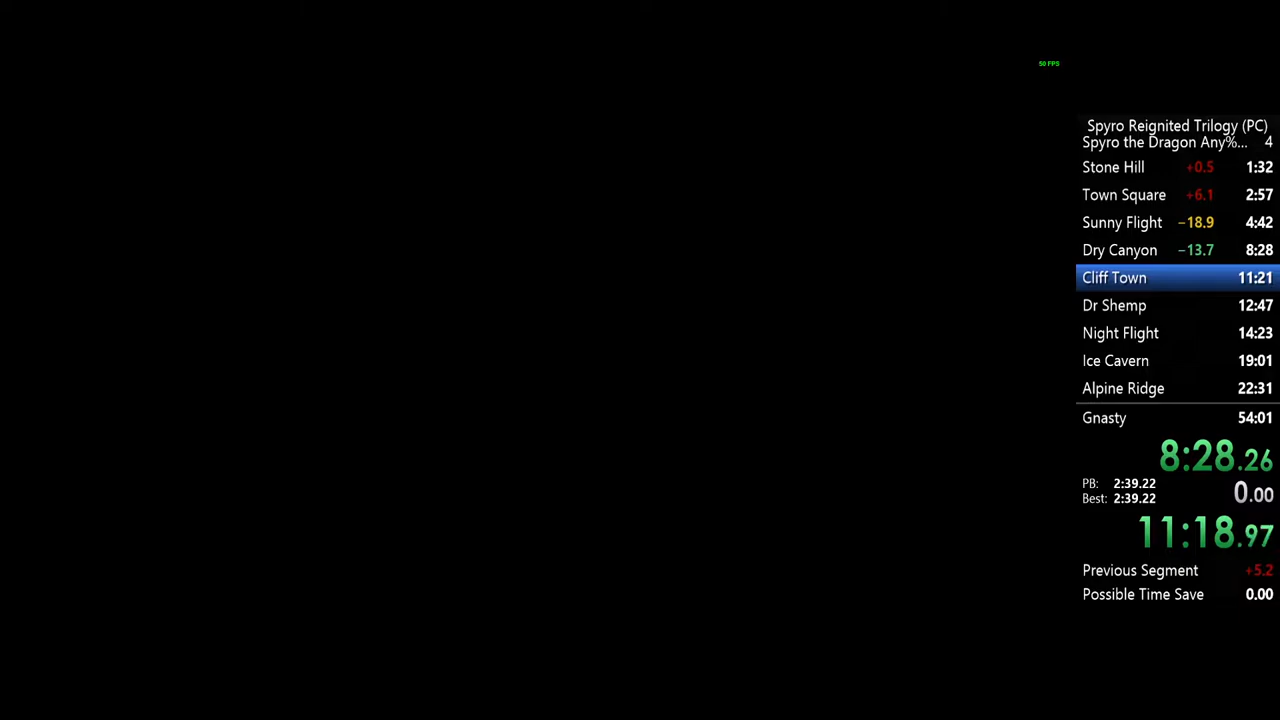 50 FPS
Spyro Reignited Trilogy (PC)
Spyro the Dragon Any%... 4
Stone Hill +0.5 1:32
Town Square +6.1 2:57
Sunny Flight −18.9 4:42
Dry Canyon −13.7 8:28
Cliff Town 11:21
Dr Shemp 12:47
Night Flight 14:23
Ice Cavern 19:01
Alpine Ridge 22:31
Gnasty 54:01
8:28.26
PB: 2:39.22 0.00
Best: 2:39.22
11:18.97
Previous Segment +5.2
Possible Time Save 0.00